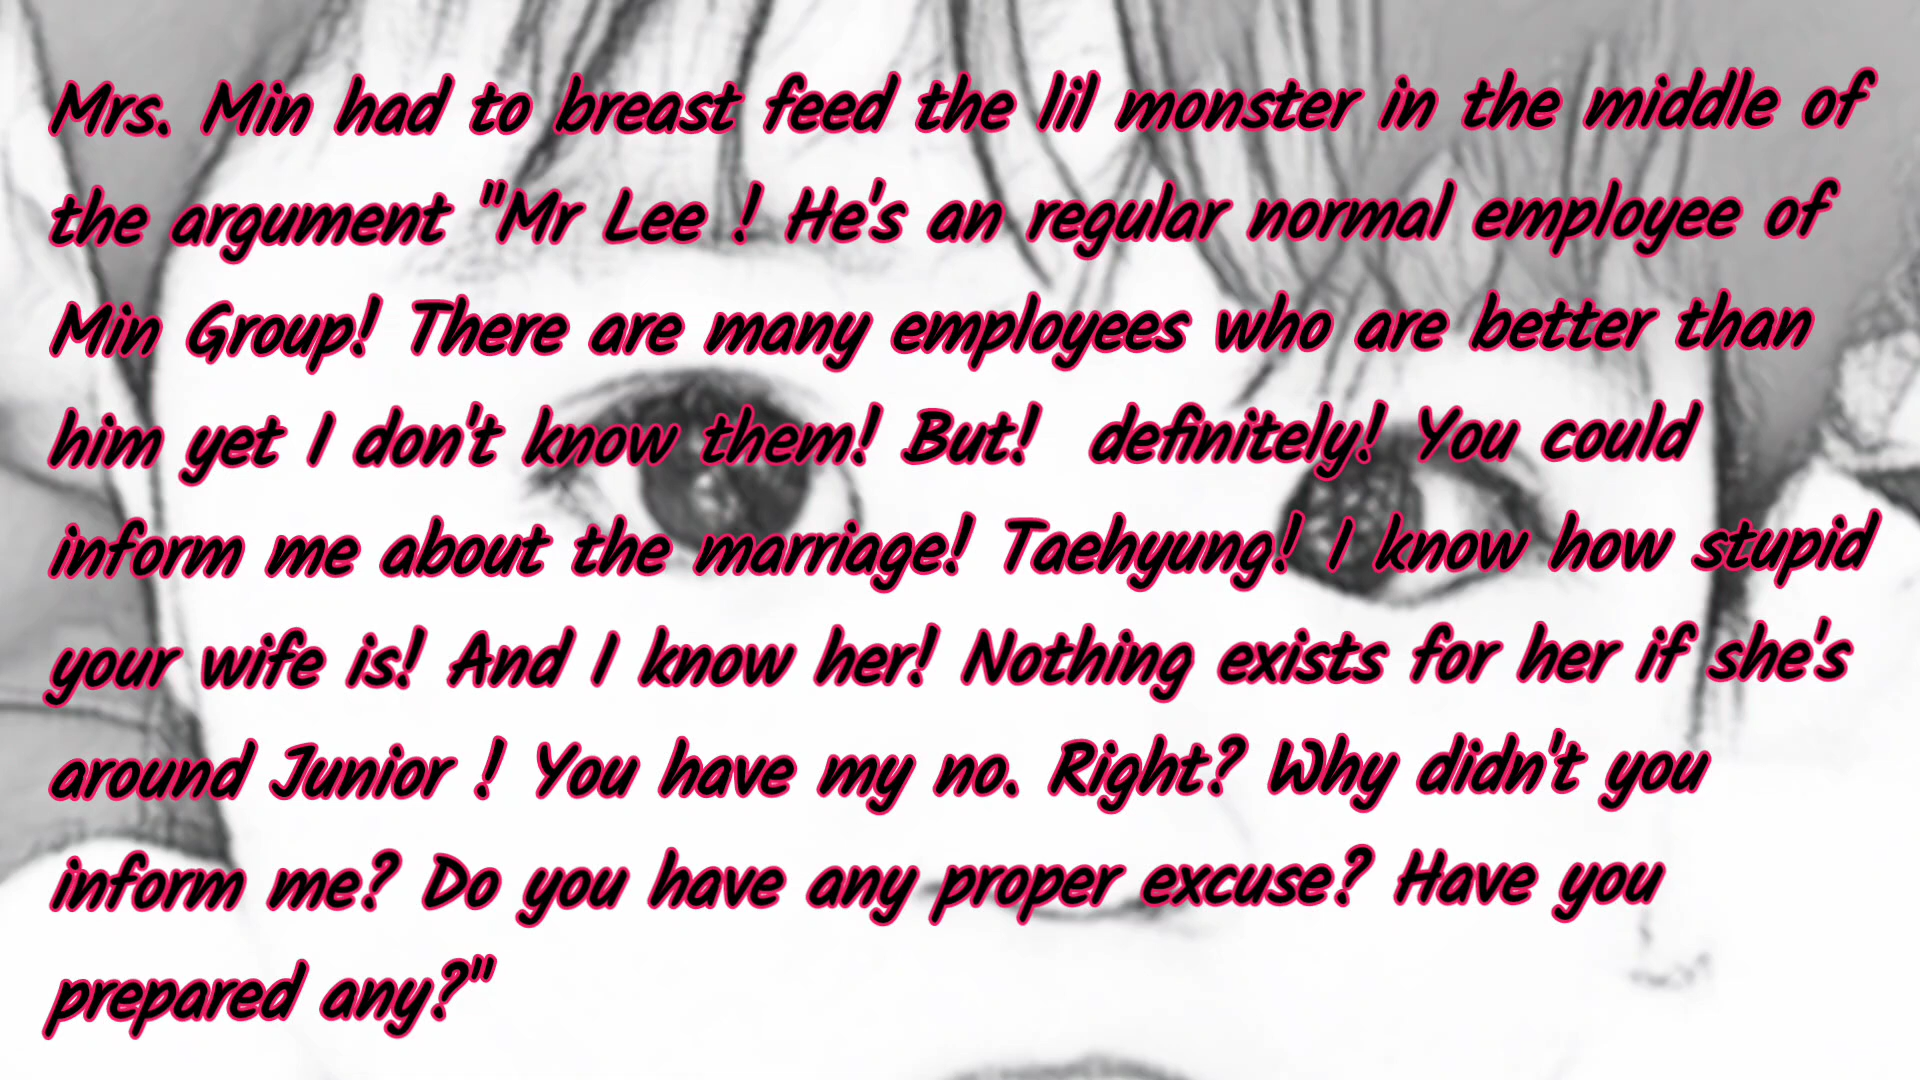 Mrs. Min had to breast feed the lil monster in the middle of
the argument "Mr Lee ! He's an regular normal employee of
Min Group! There are many employees who are better than
him yet I don't know them! But!  definitely! You could
inform me about the marriage! Taehyung! I know how stupid
your wife is! And I know her! Nothing exists for her if she's
around Junior ! You have my no. Right? Why didn't you
inform me? Do you have any proper excuse? Have you
prepared any?"